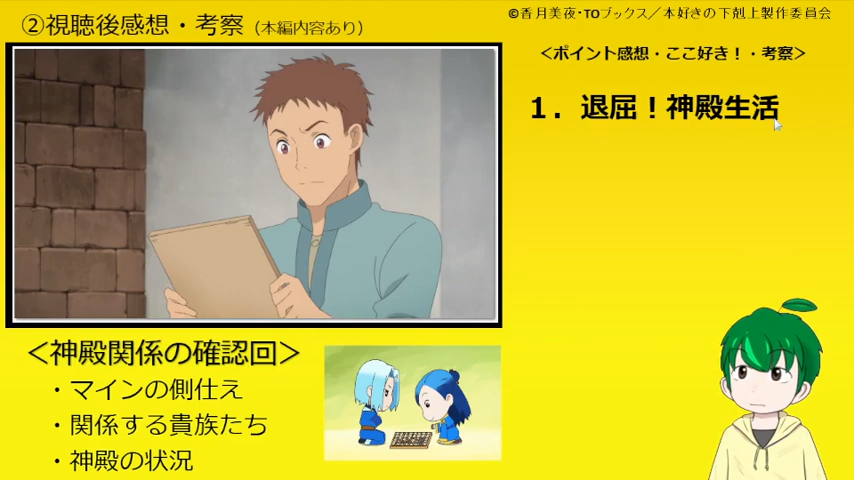 ②視聴後感想・考察（本編内容あり）
©香月美夜・TOブックス／本好きの下剋上製作委員会
＜ポイント感想・ここ好き！・考察＞
１．退屈！神殿生活
＜神殿関係の確認回＞
・マインの側仕え
・関係する貴族たち
・神殿の状況